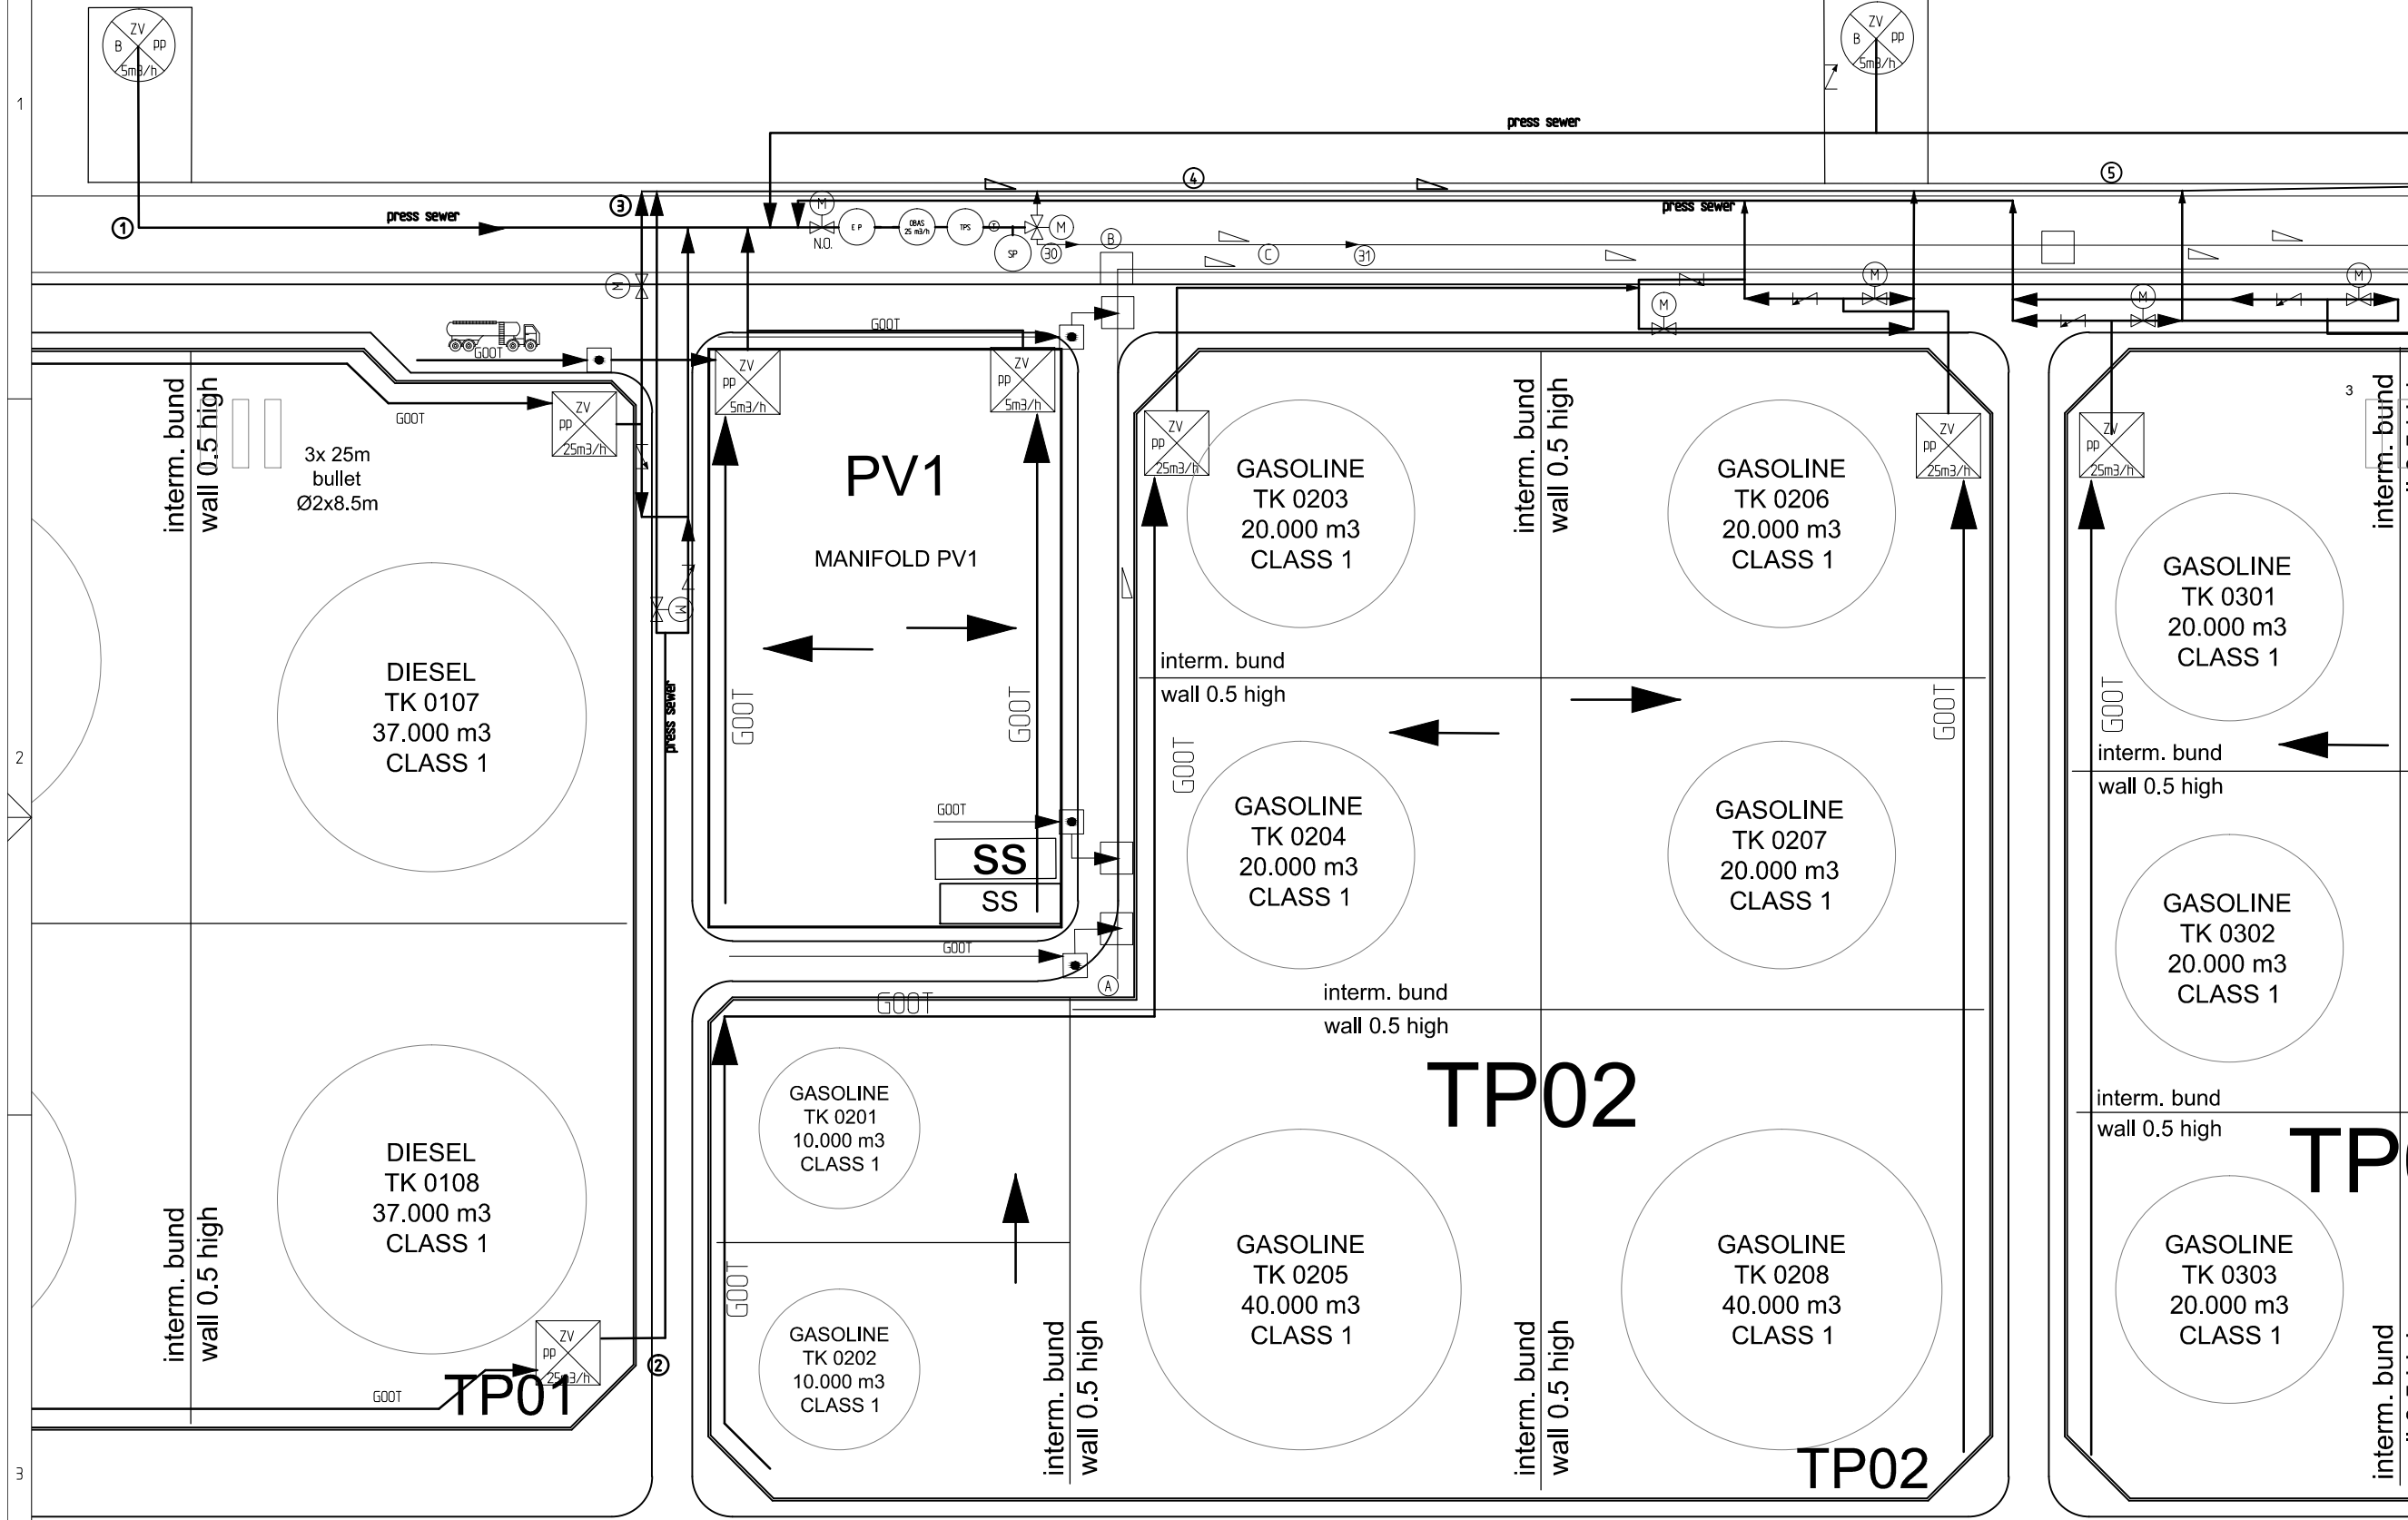 ZV
B
pp
5m3/h
ZV
B
pp
5m3/h
1
press sewer
4
5
3
press sewer
M
press sewer
1
N.O.
E P
OBAS
25 m3/h
TPS
SP
M
30
B
C
31
M
M
M
M
M
GOOT
GOOT
ZV
pp
5m3/h
ZV
pp
5m3/h
GOOT
ZV
pp
25m3/h
ZV
pp
25m3/h
ZV
pp
25m3/h
ZV
pp
25m3/h
3
interm. bund
wall 0.5 high
3x 25m
bullet
Ø2x8.5m
PV1
MANIFOLD PV1
GASOLINE
TK 0203
20.000 m3
CLASS 1
interm. bund
wall 0.5 high
GASOLINE
TK 0206
20.000 m3
CLASS 1
interm. bund
GASOLINE
TK 0301
20.000 m3
CLASS 1
M
DIESEL
TK 0107
37.000 m3
CLASS 1
press sewer
GOOT
GOOT
interm. bund
wall 0.5 high
GOOT
GOOT
GOOT
interm. bund
wall 0.5 high
2
GOOT
SS
SS
GASOLINE
TK 0204
20.000 m3
CLASS 1
GASOLINE
TK 0207
20.000 m3
CLASS 1
GASOLINE
TK 0302
20.000 m3
CLASS 1
GOOT
A
GOOT
interm. bund
wall 0.5 high
TP02
GASOLINE
TK 0201
10.000 m3
CLASS 1
interm. bund
wall 0.5 high
DIESEL
TK 0108
37.000 m3
CLASS 1
interm. bund
wall 0.5 high
GOOT
GASOLINE
TK 0202
10.000 m3
CLASS 1
interm. bund
wall 0.5 high
GASOLINE
TK 0205
40.000 m3
CLASS 1
interm. bund
wall 0.5 high
GASOLINE
TK 0208
40.000 m3
CLASS 1
GASOLINE
TK 0303
20.000 m3
CLASS 1
interm. bund
ZV
pp
25m3/h
2
GOOT
TP01
TP02
3